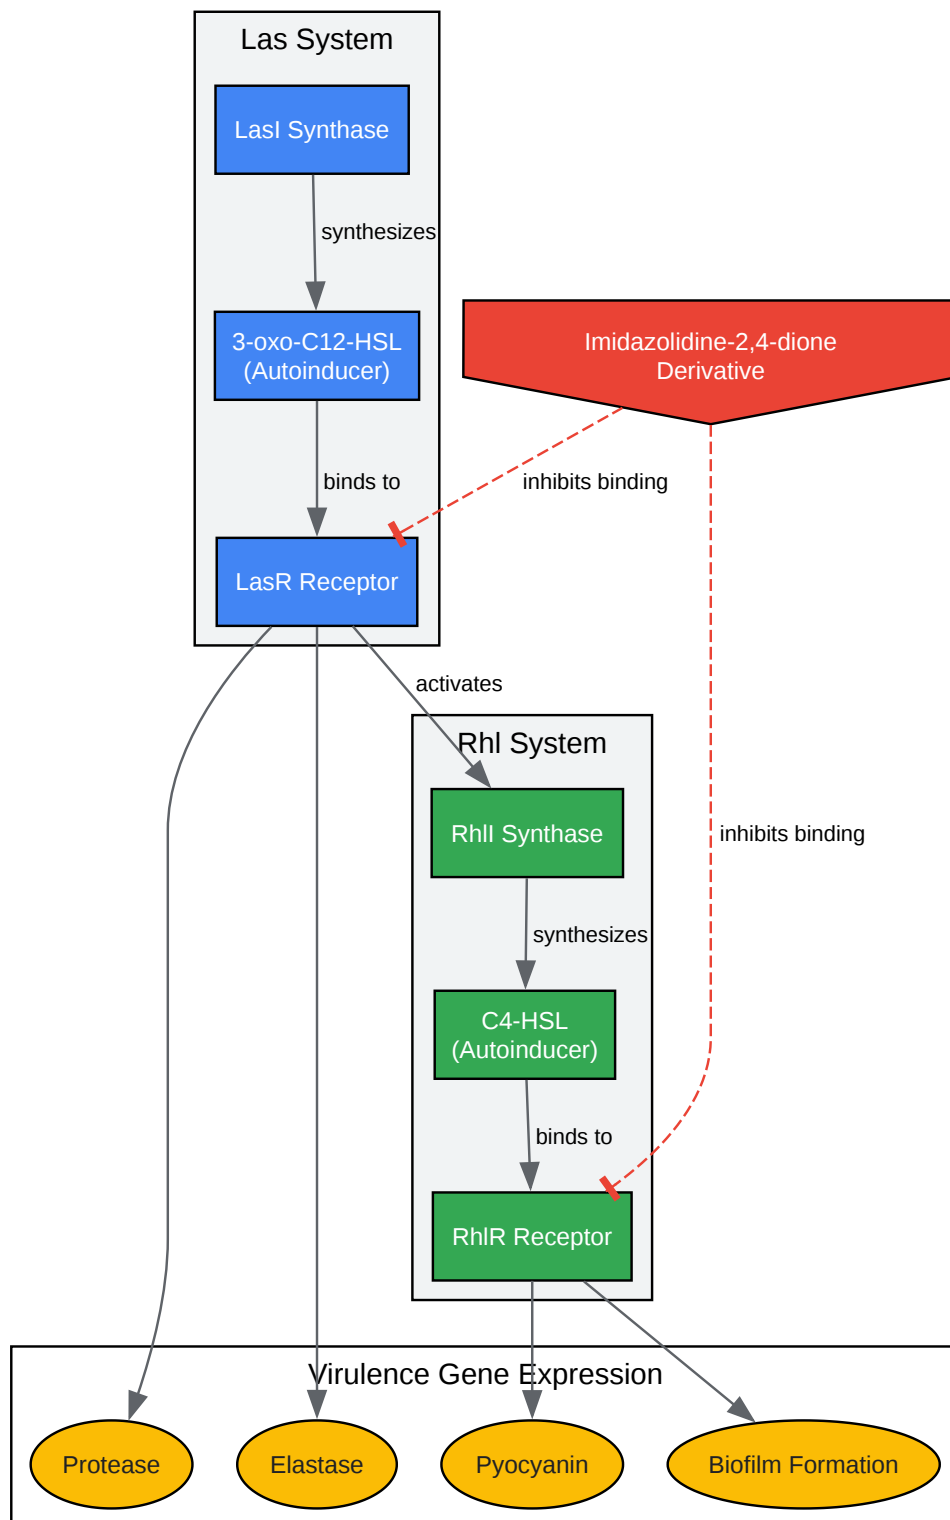 Las System
LasI Synthase
synthesizes
3-oxo-C12-HSL
(Autoinducer)
Imidazolidine-2,4-dione
Derivative
binds to
inhibits binding
LasR Receptor
activates
Rhl System
RhlI Synthase
inhibits binding
synthesizes
C4-HSL
(Autoinducer)
binds to
RhlR Receptor
Virulence Gene Expression
Protease
Elastase
Pyocyanin
Biofilm Formation